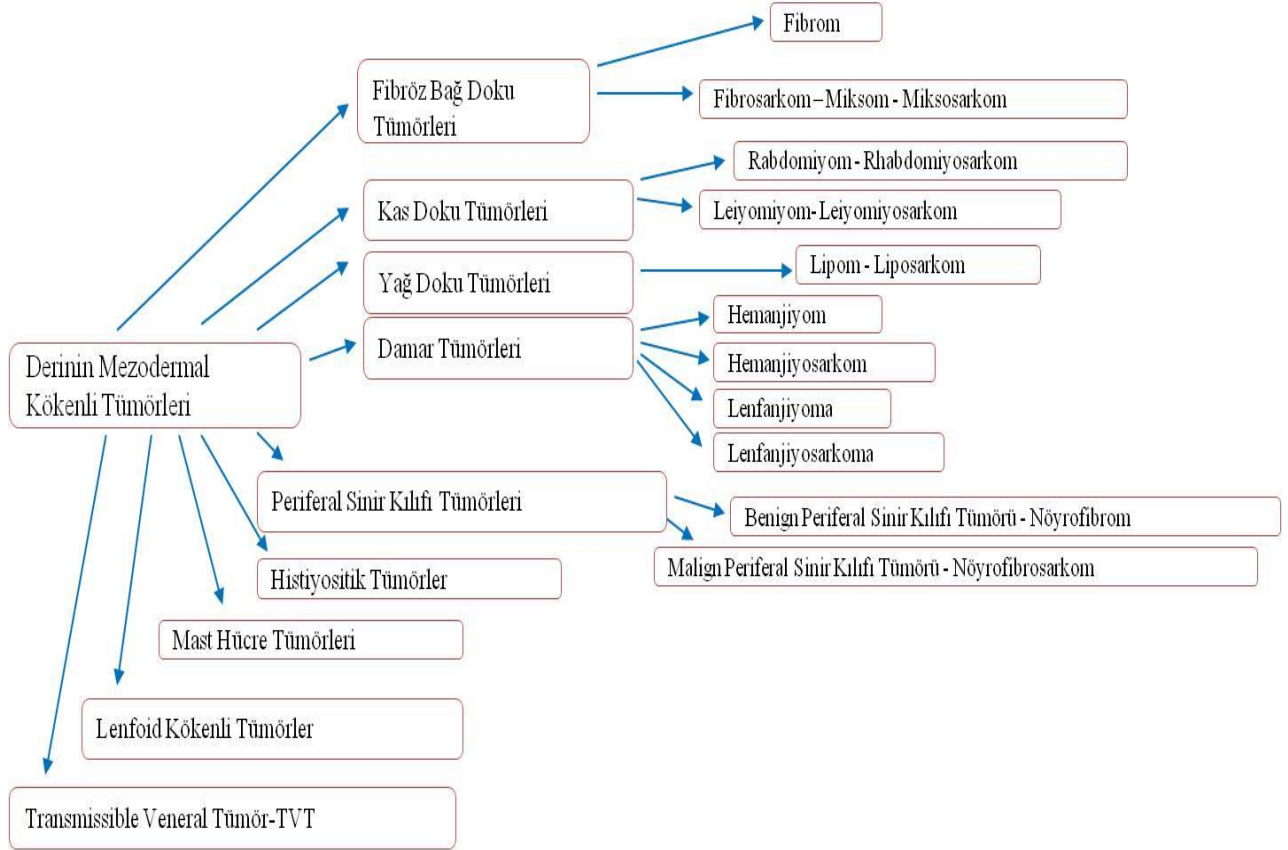 Fibrom
Fibröz Bağ Doku
Tümörleri
Fibrosarkom – Miksom - Miksosarkom
Rabdomiyom - Rhabdomiyosarkom
Kas Doku Tümörleri
Leiyomiyom- Leiyomiyosarkom
Yağ Doku Tümörleri
Lipom - Liposarkom
Damar Tümörleri
Hemanjiyom
Hemanjiyosarkom
Lenfanjiyoma
Lenfanjiyosarkoma
Derinin Mezodermal
Kökenli Tümörleri
Periferal Sinir Kılıfı Tümörleri
Benign Periferal Sinir Kılıfı Tümörü - Nöyrofibrom
Malign Periferal Sinir Kılıfı Tümörü - Nöyrofibrosarkom
Histiyositik Tümörler
Mast Hücre Tümörleri
Lenfoid Kökenli Tümörler
Transmissible Veneral Tümör-TVT